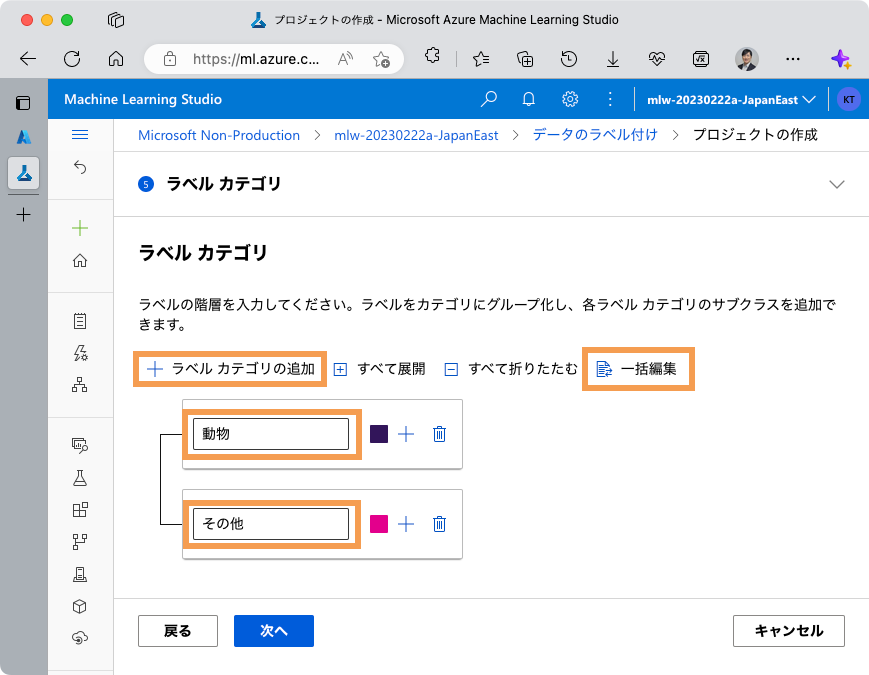 プロジェクトの作成 - Microsoft Azure Machine Learning Studio
https://ml.azure.c...
Machine Learning Studio
mlw-20230222a-JapanEast
KT
Microsoft Non-Production > mlw-20230222a-JapanEast > データのラベル付け > プロジェクトの作成
5 ラベル カテゴリ
ラベル カテゴリ
ラベルの階層を入力してください。ラベルをカテゴリにグループ化し、各ラベル カテゴリのサブクラスを追加で
きます。
ラベル カテゴリの追加 すべて展開 すべて折りたたむ 一括編集
動物
その他
戻る 次へ キャンセル